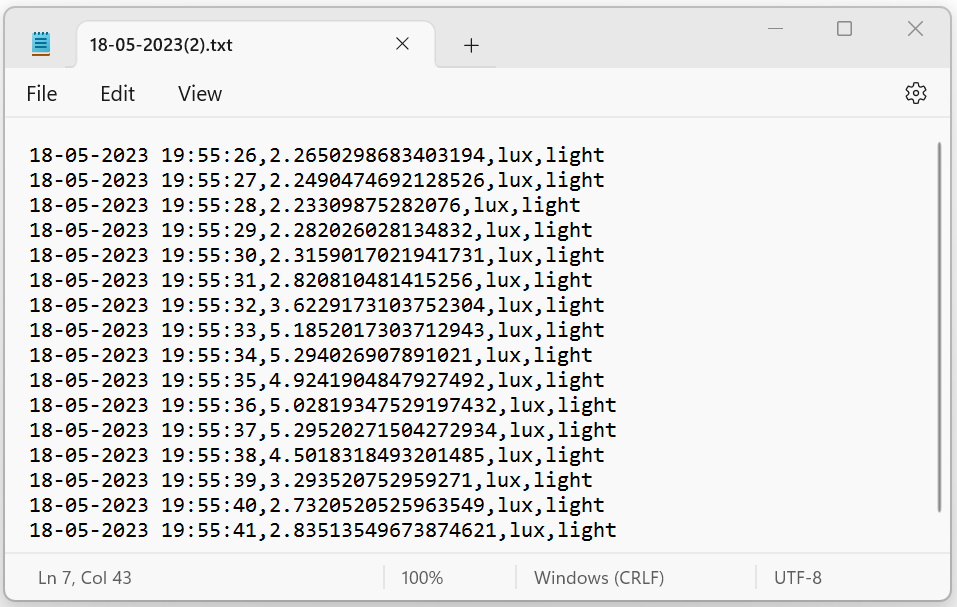 18-05-2023(2).txt
File Edit View
18-05-2023 19:55:26,2.2650298683403194,lux,light
18-05-2023 19:55:27,2.2490474692128526,lux,light
18-05-2023 19:55:28,2.23309875282076,lux,light
18-05-2023 19:55:29,2.282026028134832,lux,light
18-05-2023 19:55:30,2.3159017021941731,lux,light
18-05-2023 19:55:31,2.820810481415256,lux,light
18-05-2023 19:55:32,3.6229173103752304,lux,light
18-05-2023 19:55:33,5.1852017303712943,lux,light
18-05-2023 19:55:34,5.294026907891021,lux,light
18-05-2023 19:55:35,4.9241904847927492,lux,light
18-05-2023 19:55:36,5.02819347529197432,lux,light
18-05-2023 19:55:37,5.29520271504272934,lux,light
18-05-2023 19:55:38,4.5018318493201485,lux,light
18-05-2023 19:55:39,3.293520752959271,lux,light
18-05-2023 19:55:40,2.7320520525963549,lux,light
18-05-2023 19:55:41,2.83513549673874621,lux,light
Ln 7, Col 43 100% Windows (CRLF) UTF-8